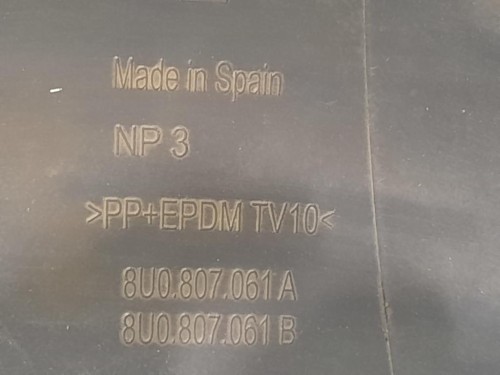 Made in Spain
NP 3
>PP+EPDM TV10<
8U0.807.061 A
8U0.807.061 B